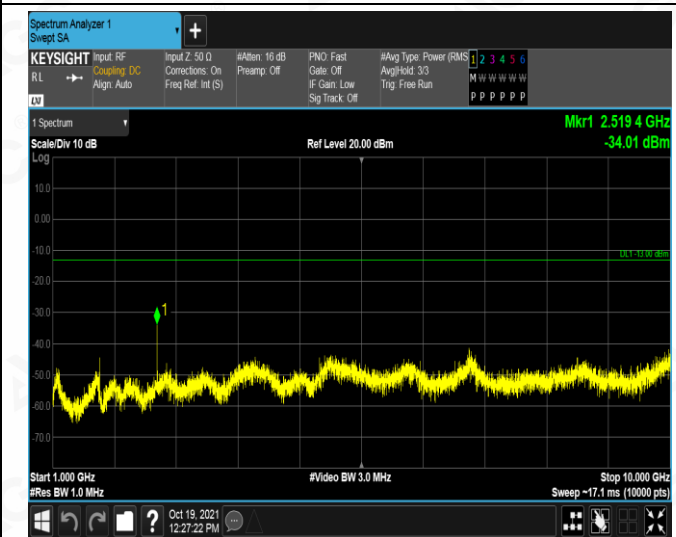 Spectrum Analyzer 1
Swept SA
+
KEYSIGHT Input: RF Input Z: 50 Ω #Atten: 16 dB PNO: Fast #Avg Type: Power (RMS 1 2 3 4 5 6
RL Coupling: DC Corrections: On Preamp: Off Gate: Off Avg|Hold: 3/3 M W W W W W
Align: Auto Freq Ref: Int (S) IF Gain: Low Trig: Free Run
Sig Track: Off P P P P P P
LXI
1 Spectrum Mkr1 2.519 4 GHz
Scale/Div 10 dB Ref Level 20.00 dBm -34.01 dBm
Log
10.0
0.00
-10.0
DL1 -13.00 dBm
-20.0
-30.0
1
-40.0
-50.0
-60.0
-70.0
Start 1.000 GHz #Video BW 3.0 MHz Stop 10.000 GHz
#Res BW 1.0 MHz Sweep ~17.1 ms (10000 pts)
? Oct 19, 2021
12:27:22 PM